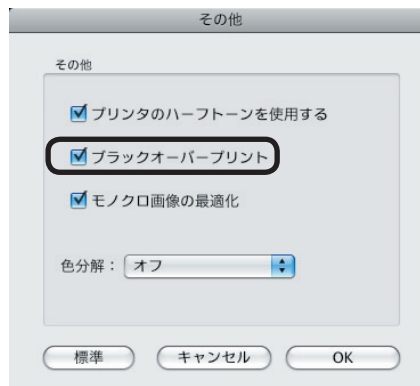 その他
その他
プリンタのハーフトーンを使用する
ブラックオーバープリント
モノクロ画像の最適化
色分解： オフ
標準 キャンセル OK